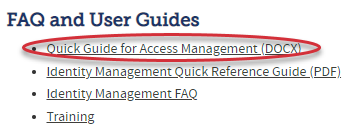 FAQ and User Guides
Quick Guide for Access Management (DOCX)
Identity Management Quick Reference Guide (PDF)
Identity Management FAQ
Training